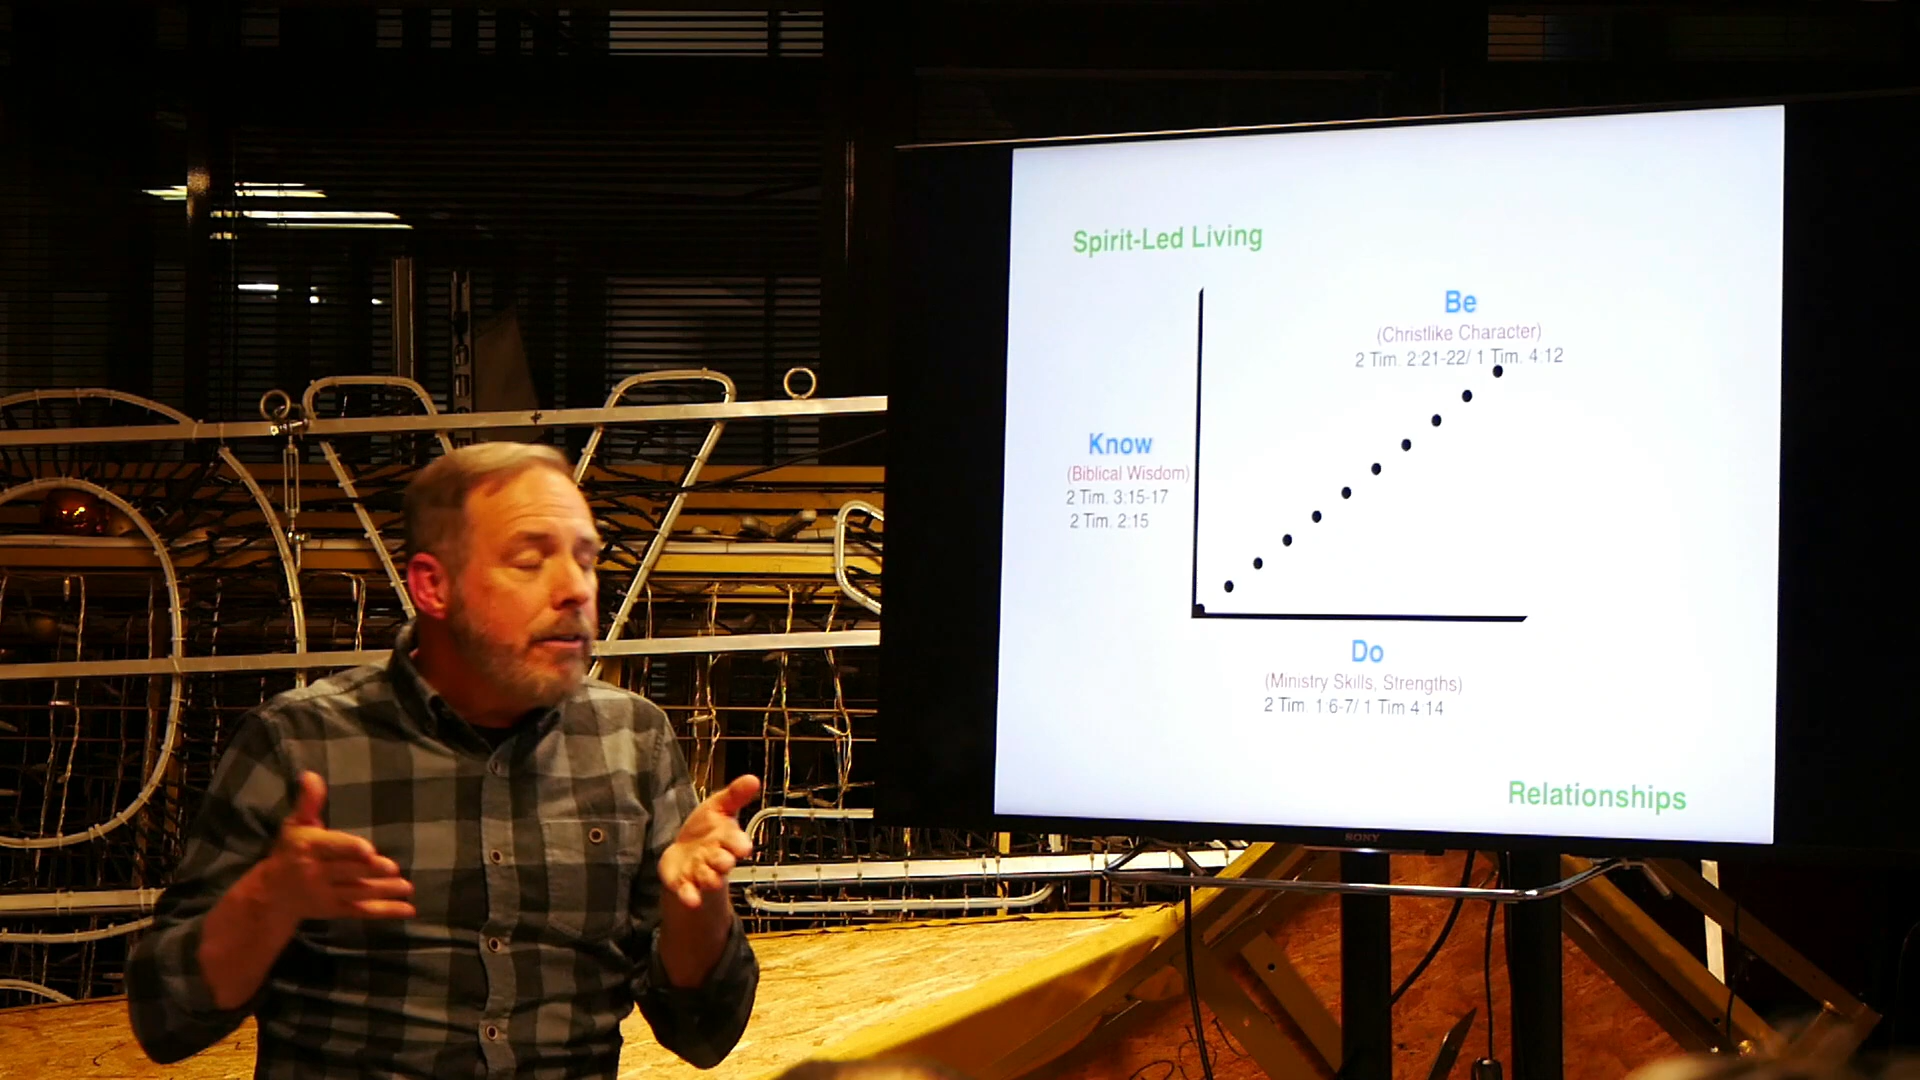 Spirit-Led Living
Be
(Christlike Character)
2 Tim. 2:21-22/ 1 Tim. 4:12
Know
(Biblical Wisdom)
2 Tim. 3:15-17
2 Tim. 2:15
Do
(Ministry Skills, Strengths)
2 Tim. 1:6-7/ 1 Tim 4:14
Relationships
SONY